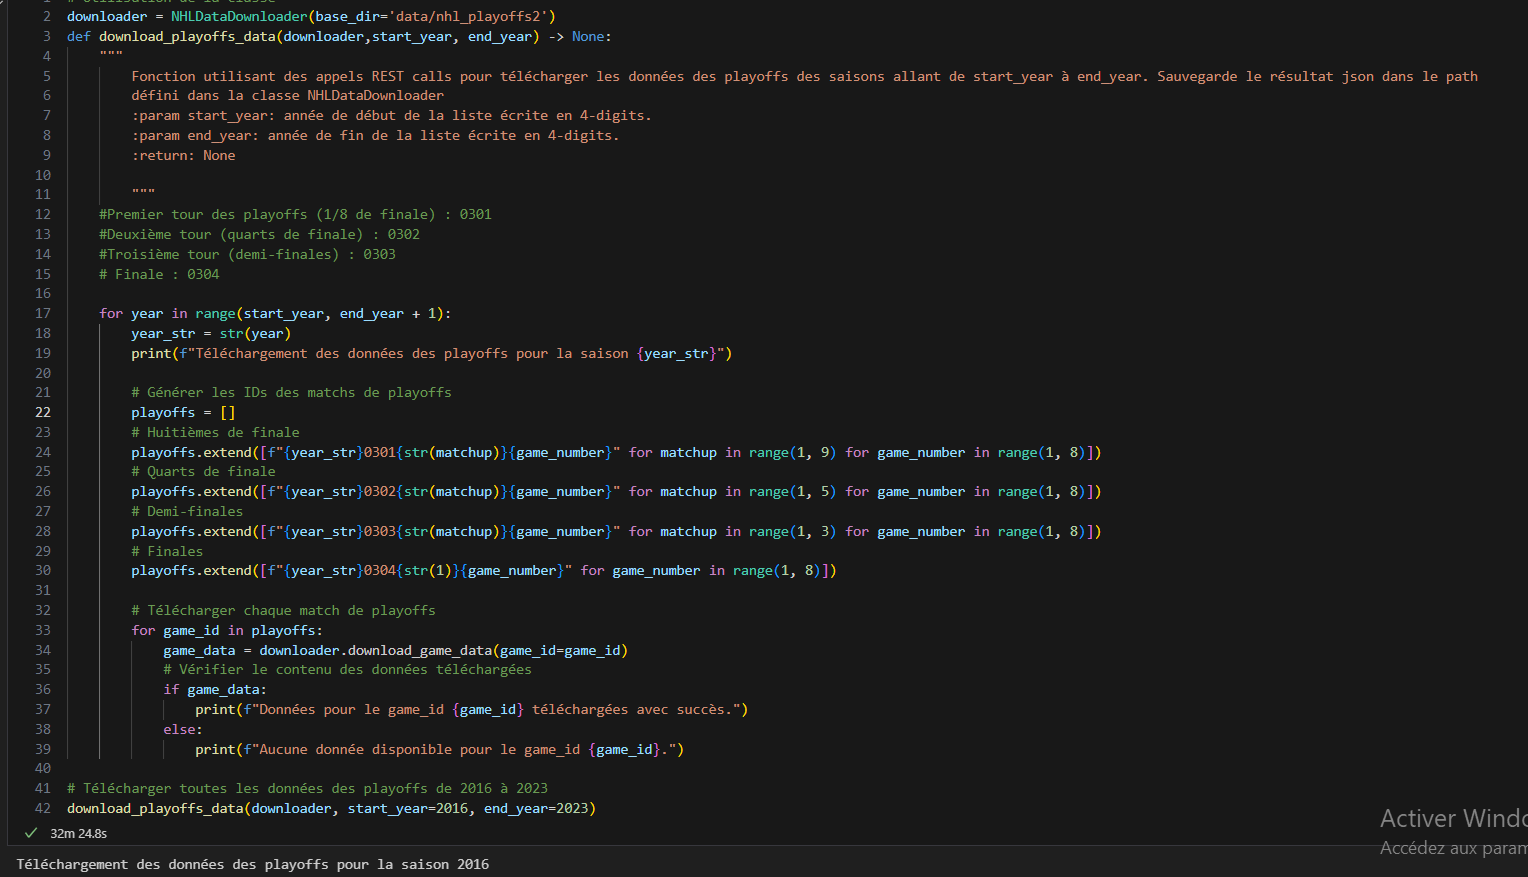 2 downloader = NHLDataDownloader(base_dir='data/nhl_playoffs2')
3 def download_playoffs_data(downloader,start_year, end_year) -> None:
4 """
5 Fonction utilisant des appels REST calls pour télécharger les données des playoffs des saisons allant de start_year à end_year. Sauvegarde le résultat json dans le path
6 défini dans la classe NHLDataDownloader
7 :param start_year: année de début de la liste écrite en 4-digits.
8 :param end_year: année de fin de la liste écrite en 4-digits.
9 :return: None
10
11 """
12 #Premier tour des playoffs (1/8 de finale) : 0301
13 #Deuxième tour (quarts de finale) : 0302
14 #Troisième tour (demi-finales) : 0303
15 # Finale : 0304
16
17 for year in range(start_year, end_year + 1):
18 year_str = str(year)
19 print(f"Téléchargement des données des playoffs pour la saison {year_str}")
20
21 # Générer les IDs des matchs de playoffs
22 playoffs = []
23 # Huitièmes de finale
24 playoffs.extend([f"{year_str}0301{str(matchup)}{game_number}" for matchup in range(1, 9) for game_number in range(1, 8)])
25 # Quarts de finale
26 playoffs.extend([f"{year_str}0302{str(matchup)}{game_number}" for matchup in range(1, 5) for game_number in range(1, 8)])
27 # Demi-finales
28 playoffs.extend([f"{year_str}0303{str(matchup)}{game_number}" for matchup in range(1, 3) for game_number in range(1, 8)])
29 # Finales
30 playoffs.extend([f"{year_str}0304{str(1)}{game_number}" for game_number in range(1, 8)])
31
32 # Télécharger chaque match de playoffs
33 for game_id in playoffs:
34 game_data = downloader.download_game_data(game_id=game_id)
35 # Vérifier le contenu des données téléchargées
36 if game_data:
37 print(f"Données pour le game_id {game_id} téléchargées avec succès.")
38 else:
39 print(f"Aucune donnée disponible pour le game_id {game_id}.")
40
41 # Télécharger toutes les données des playoffs de 2016 à 2023
42 download_playoffs_data(downloader, start_year=2016, end_year=2023)
Activer Windo
32m 24.8s
Accédez aux param
Téléchargement des données des playoffs pour la saison 2016